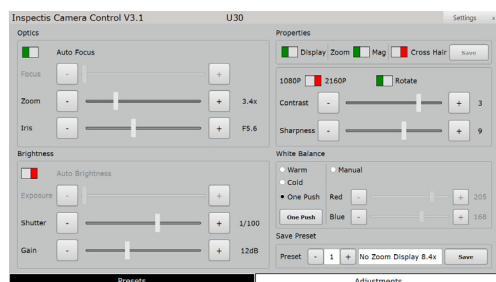 Inspectis Camera Control V3.1 U30 Settings x
Optics
Auto Focus
Focus - +
Zoom - + 3.4x
Iris - + F5.6
Brightness
Auto Brightness
Exposure - +
Shutter - + 1/100
Gain - + 12dB
Properties
Display Zoom Mag Cross Hair Save
1080P 2160P Rotate
Contrast - + 3
Sharpness - + 9
White Balance
Warm Manual
Cold
One Push Red - + 205
One Push Blue - + 168
Save Preset
Preset - 1 + No Zoom Display 8.4x Save
Presets Adjustments